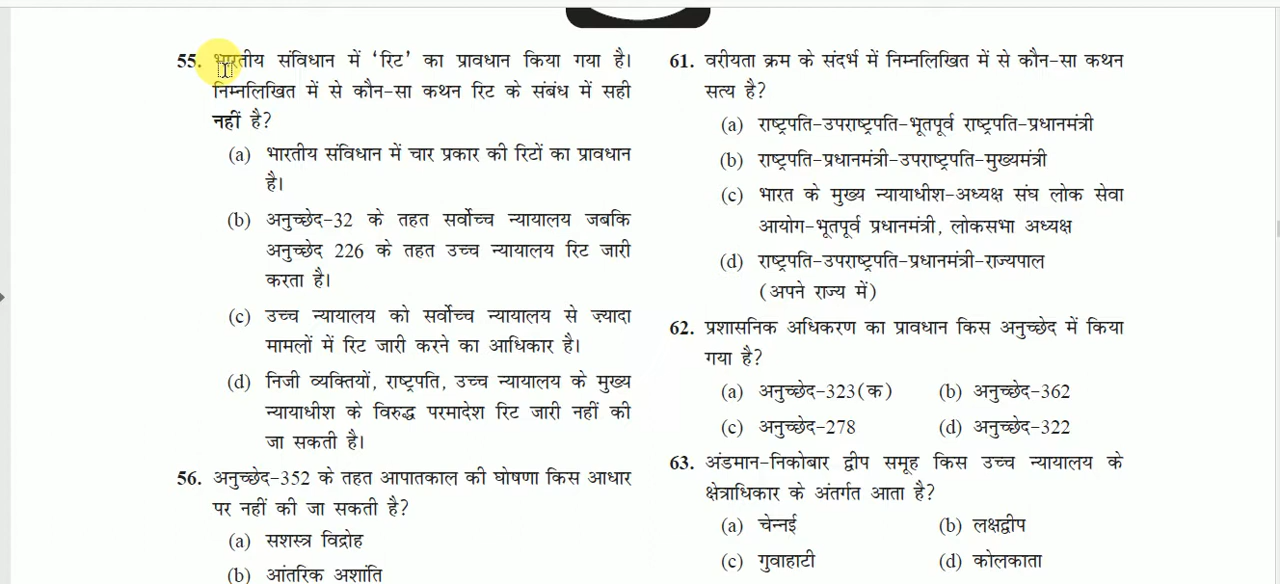 55. भारतीय संविधान में ‘रिट’ का प्रावधान किया गया है।
निम्नलिखित में से कौन-सा कथन रिट के संबंध में सही
नहीं है?
(a) भारतीय संविधान में चार प्रकार की रिटों का प्रावधान
है।
(b) अनुच्छेद-32 के तहत सर्वोच्च न्यायालय जबकि
अनुच्छेद 226 के तहत उच्च न्यायालय रिट जारी
करता है।
(c) उच्च न्यायालय को सर्वोच्च न्यायालय से ज़्यादा
मामलों में रिट जारी करने का आधिकार है।
(d) निजी व्यक्तियों, राष्ट्रपति, उच्च न्यायालय के मुख्य
न्यायाधीश के विरुद्ध परमादेश रिट जारी नहीं की
जा सकती है।
56. अनुच्छेद-352 के तहत आपातकाल की घोषणा किस आधार
पर नहीं की जा सकती है?
(a) सशस्त्र विद्रोह
(b) आंतरिक अशांति
61. वरीयता क्रम के संदर्भ में निम्नलिखित में से कौन-सा कथन
सत्य है?
(a) राष्ट्रपति-उपराष्ट्रपति-भूतपूर्व राष्ट्रपति-प्रधानमंत्री
(b) राष्ट्रपति-प्रधानमंत्री-उपराष्ट्रपति-मुख्यमंत्री
(c) भारत के मुख्य न्यायाधीश-अध्यक्ष संघ लोक सेवा
आयोग-भूतपूर्व प्रधानमंत्री, लोकसभा अध्यक्ष
(d) राष्ट्रपति-उपराष्ट्रपति-प्रधानमंत्री-राज्यपाल
(अपने राज्य में)
62. प्रशासनिक अधिकरण का प्रावधान किस अनुच्छेद में किया
गया है?
(a) अनुच्छेद-323(क) (b) अनुच्छेद-362
(c) अनुच्छेद-278 (d) अनुच्छेद-322
63. अंडमान-निकोबार द्वीप समूह किस उच्च न्यायालय के
क्षेत्राधिकार के अंतर्गत आता है?
(a) चेन्नई (b) लक्षद्वीप
(c) गुवाहाटी (d) कोलकाता